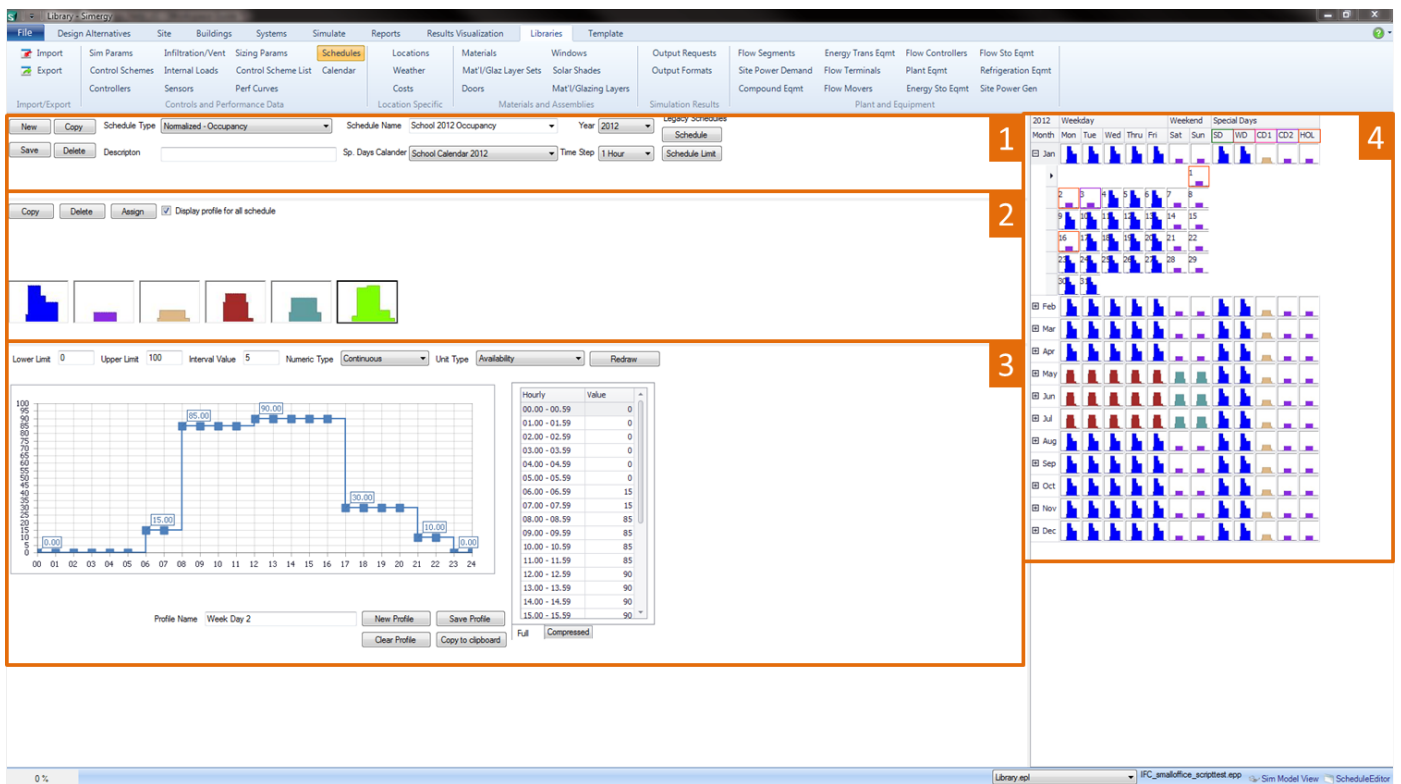 Library - Simergy
File Design Alternatives Site Buildings Systems Simulate Reports Results Visualization Libraries Template
Import Sim Params Infiltration/Vent Sizing Params Schedules Locations Materials Windows Output Requests Flow Segments Energy Trans Eqmt Flow Controllers Flow Sto Eqmt
Export Control Schemes Internal Loads Control Scheme List Calendar Weather Mat'l/Glaz Layer Sets Solar Shades Output Formats Site Power Demand Flow Terminals Plant Eqmt Refrigeration Eqmt
Controllers Sensors Perf Curves Costs Doors Mat'l/Glazing Layers Compound Eqmt Flow Movers Energy Sto Eqmt Site Power Gen
Import/Export Controls and Performance Data Location Specific Materials and Assemblies Simulation Results Plant and Equipment
New Copy Schedule Type Normalized - Occupancy Schedule Name School 2012 Occupancy Year 2012 Legacy Schedules
Schedule
Save Delete Descripton Sp. Days Calander School Calendar 2012 Time Step 1 Hour Schedule Limit
1
Copy Delete Assign Display profile for all schedule
2
Lower Limit 0 Upper Limit 100 Interval Value 5 Numeric Type Continuous Unit Type Availability Redraw
3
100
95
90
85
80
75
70
65
60
55
50
45
40
35
30
25
20
15
10
5
0
0.00 15.00 85.00 90.00 30.00 10.00 0.00
00 01 02 03 04 05 06 07 08 09 10 11 12 13 14 15 16 17 18 19 20 21 22 23 24
Hourly Value
00.00 - 00.59 0
01.00 - 01.59 0
02.00 - 02.59 0
03.00 - 03.59 0
04.00 - 04.59 0
05.00 - 05.59 0
06.00 - 06.59 15
07.00 - 07.59 15
08.00 - 08.59 85
09.00 - 09.59 85
10.00 - 10.59 85
11.00 - 11.59 85
12.00 - 12.59 90
13.00 - 13.59 90
14.00 - 14.59 90
15.00 - 15.59 90
Full Compressed
Profile Name Week Day 2 New Profile Save Profile
Clear Profile Copy to clipboard
2012 Weekday Weekend Special Days
Month Mon Tue Wed Thru Fri Sat Sun SD WD CD1 CD2 HOL
4
Jan
1
2 3 4 5 6 7 8
9 10 11 12 13 14 15
16 17 18 19 20 21 22
23 24 25 26 27 28 29
30 31
Feb
Mar
Apr
May
Jun
Jul
Aug
Sep
Oct
Nov
Dec
0 % Library.epl IFC_smalloffice_scripttest.epp Sim Model View ScheduleEditor